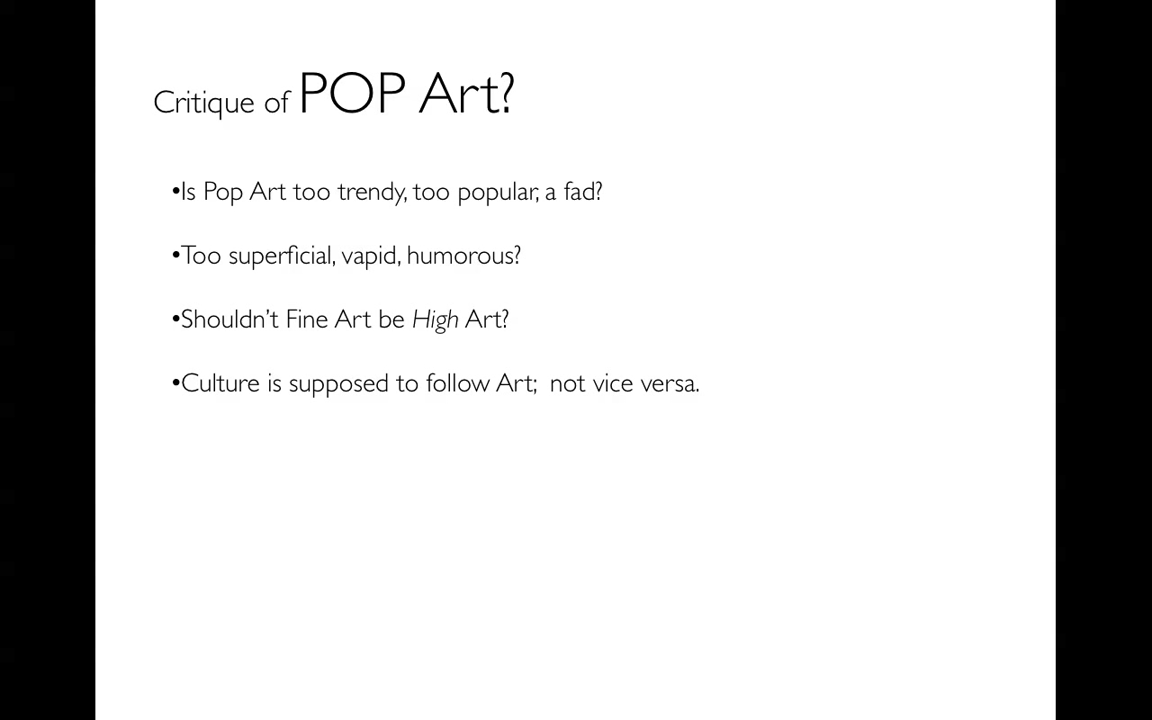 Critique of POP Art?
•Is Pop Art too trendy, too popular, a fad?
•Too superficial, vapid, humorous?
•Shouldn’t Fine Art be High Art?
•Culture is supposed to follow Art;  not vice versa.